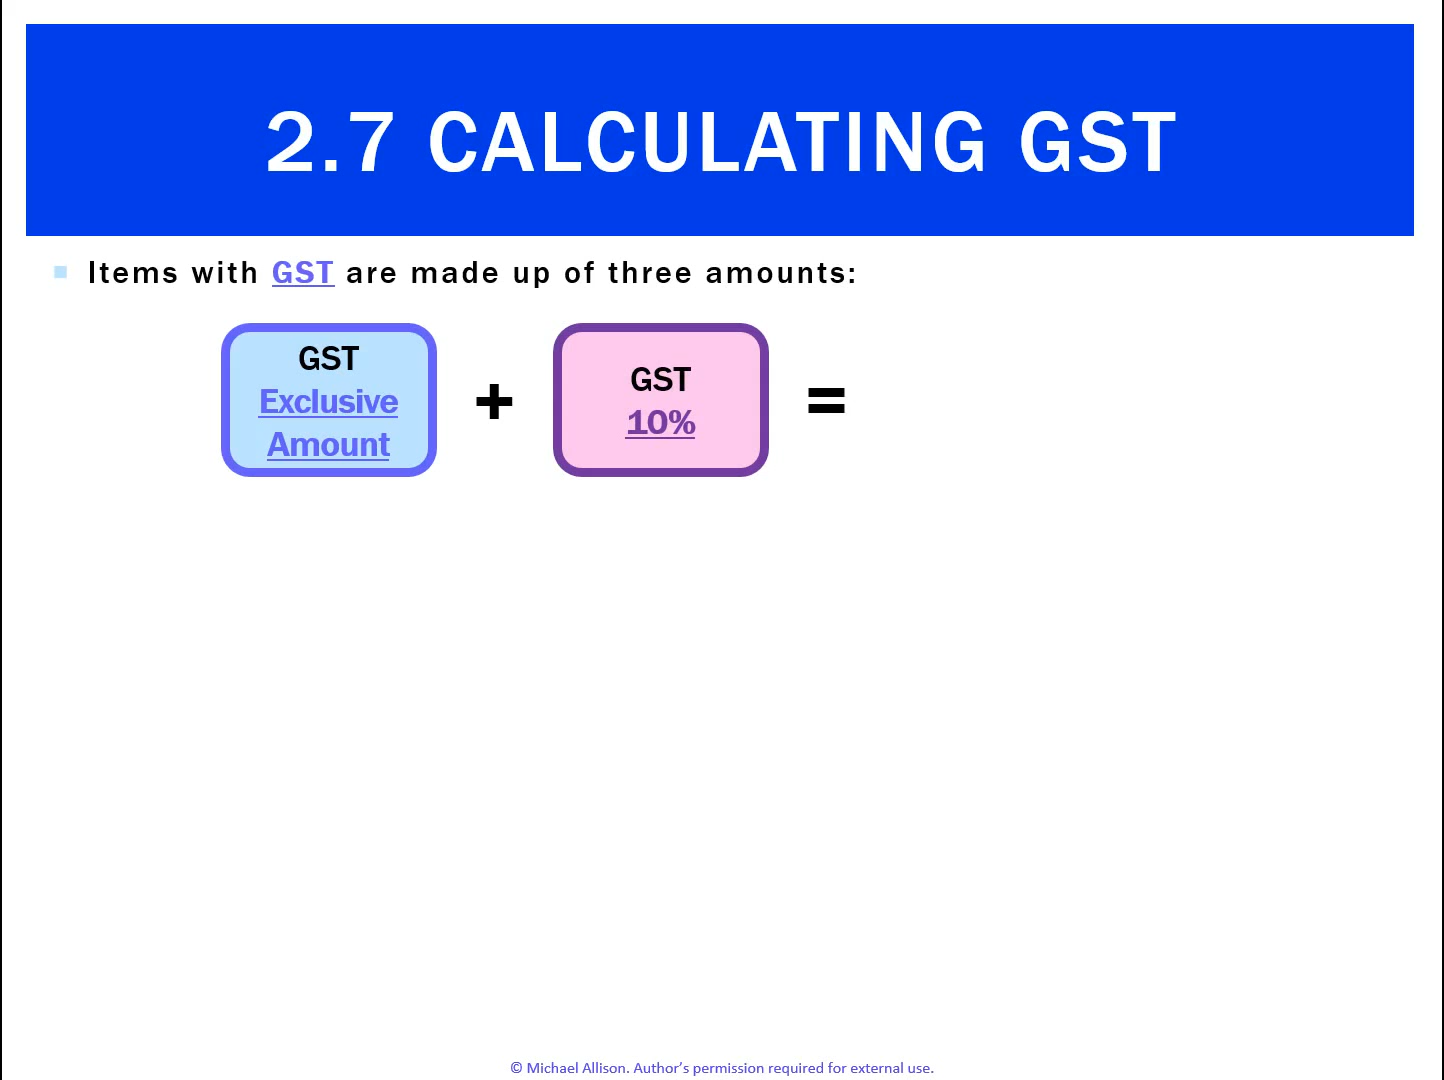 2.7 CALCULATING GST
Items with GST are made up of three amounts:
GST
Exclusive
Amount
+
GST
10%
=
© Michael Allison. Author’s permission required for external use.